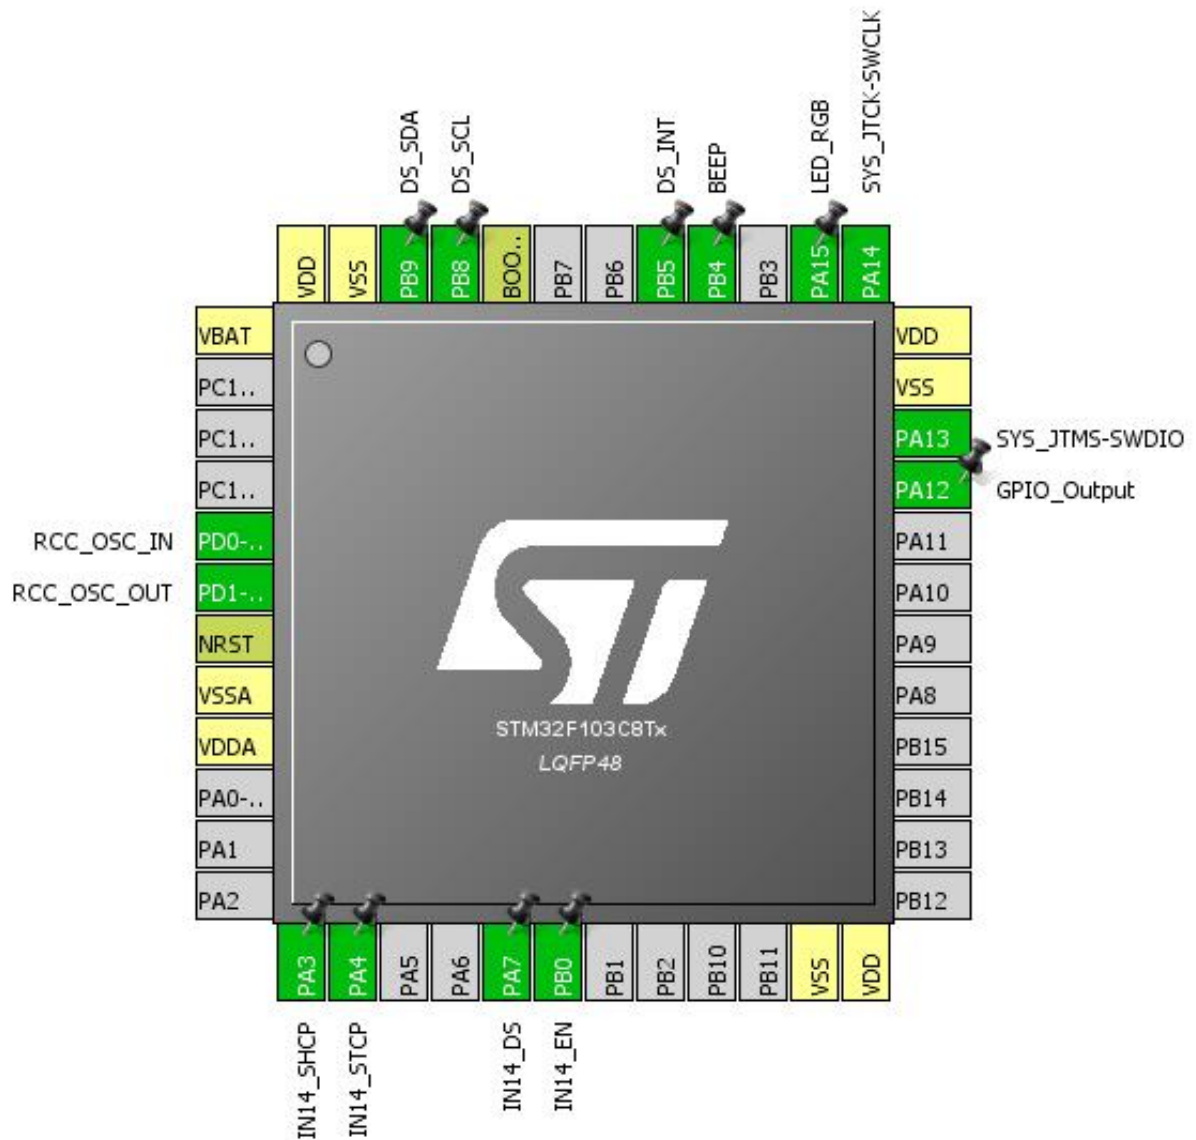 DS_SDA
DS_SCL
DS_INT
BEEP
LED_RGB
SYS_JTCK-SWCLK
VDD
VSS
PB9
PB8
BOO..
PB7
PB6
PB5
PB4
PB3
PA15
PA14
VBAT
PC1..
PC1..
PC1..
RCC_OSC_IN
PD0-..
RCC_OSC_OUT
PD1-..
NRST
VSSA
VDDA
PA0-..
PA1
PA2
VDD
VSS
PA13
SYS_JTMS-SWDIO
PA12
GPIO_Output
PA11
PA10
PA9
PA8
PB15
PB14
PB13
PB12
ST
STM32F103C8Tx
LQFP48
PA3
PA4
PA5
PA6
PA7
PB0
PB1
PB2
PB10
PB11
VSS
VDD
IN14_SHCP
IN14_STCP
IN14_DS
IN14_EN